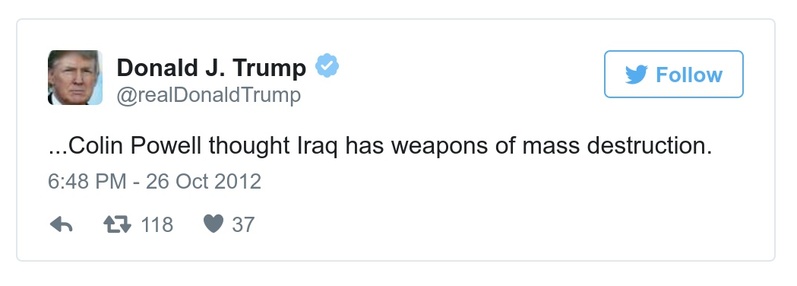 Donald J. Trump
@realDonaldTrump
Follow
...Colin Powell thought Iraq has weapons of mass destruction.
6:48 PM - 26 Oct 2012
118 37